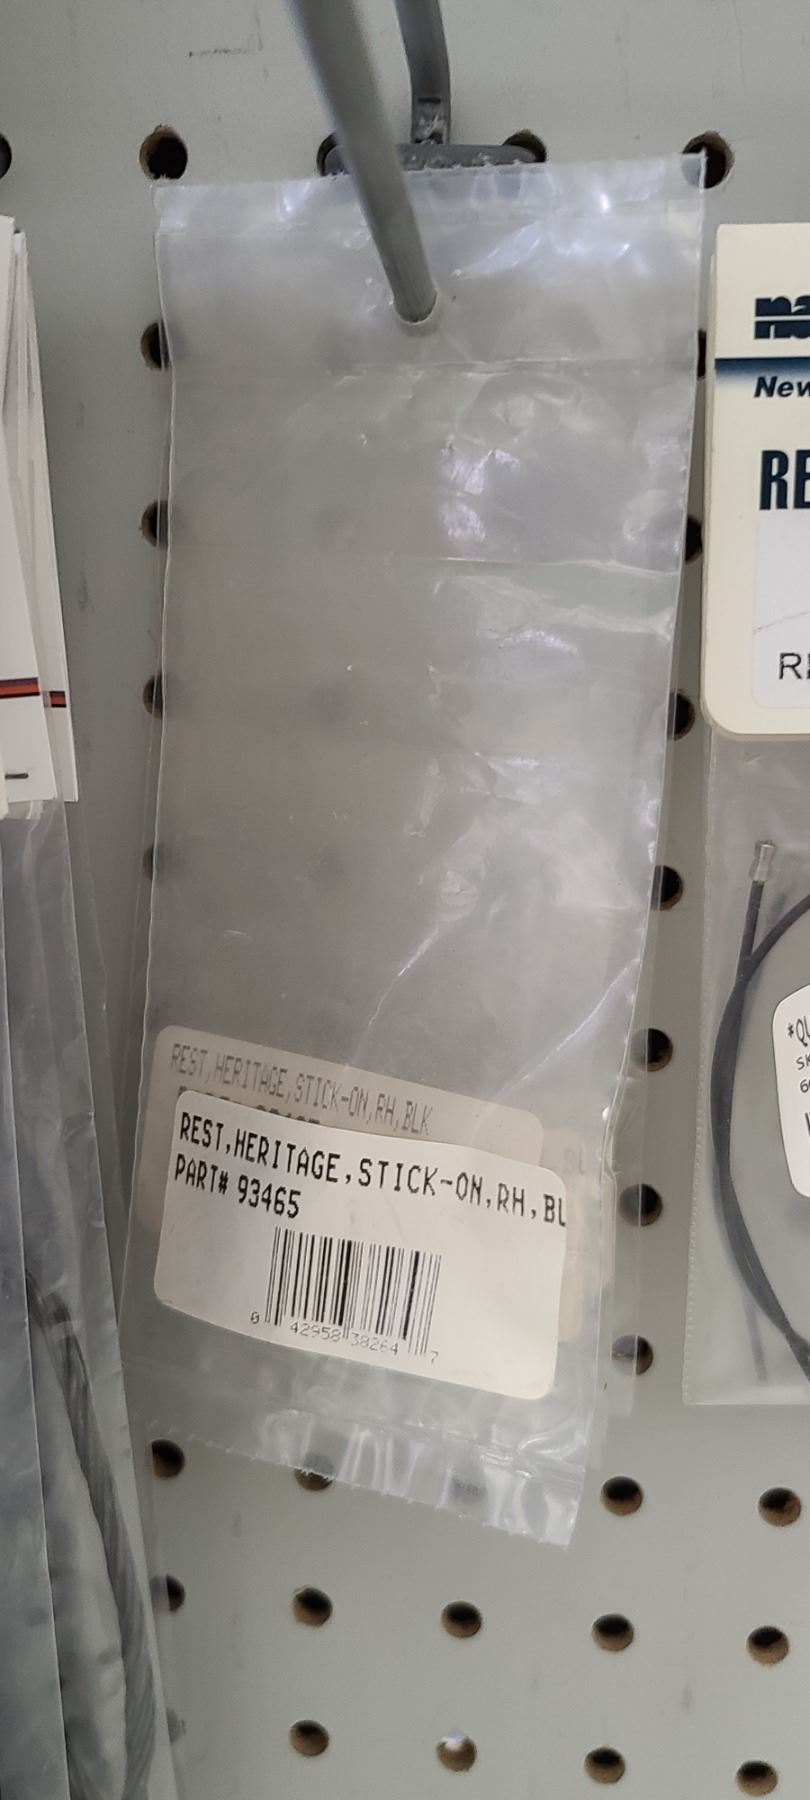 New
RE
REST,HERITAGE,STICK-ON,RH,BLK
REST,HERITAGE,STICK-ON,RH,BL
PART# 93465
0 42958 38264 7